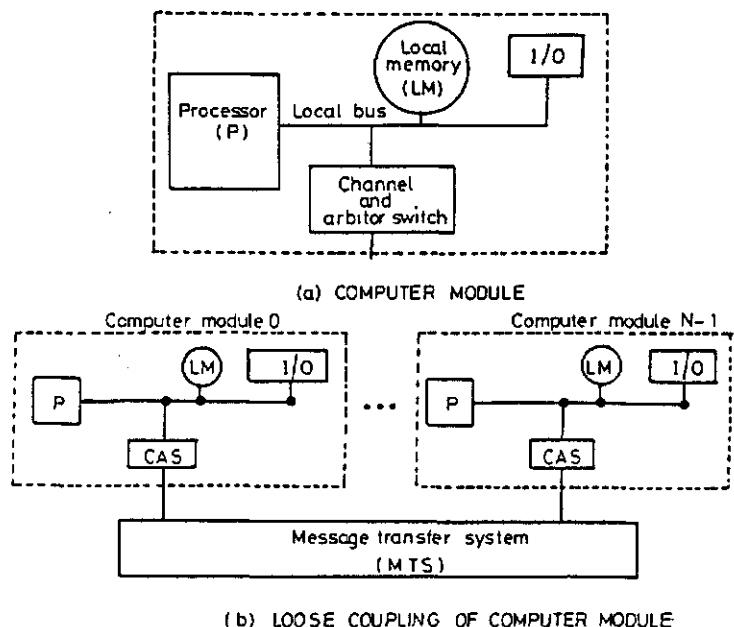 Local
memory
(LM)
I/O
Processor
(P)
Local bus
Channel
and
arbitor switch
(a) COMPUTER MODULE
Computer module 0
Computer module N-1
LM
I/O
P
CAS
...
LM
I/O
P
CAS
Message transfer system
(MTS)
(b) LOOSE COUPLING OF COMPUTER MODULE